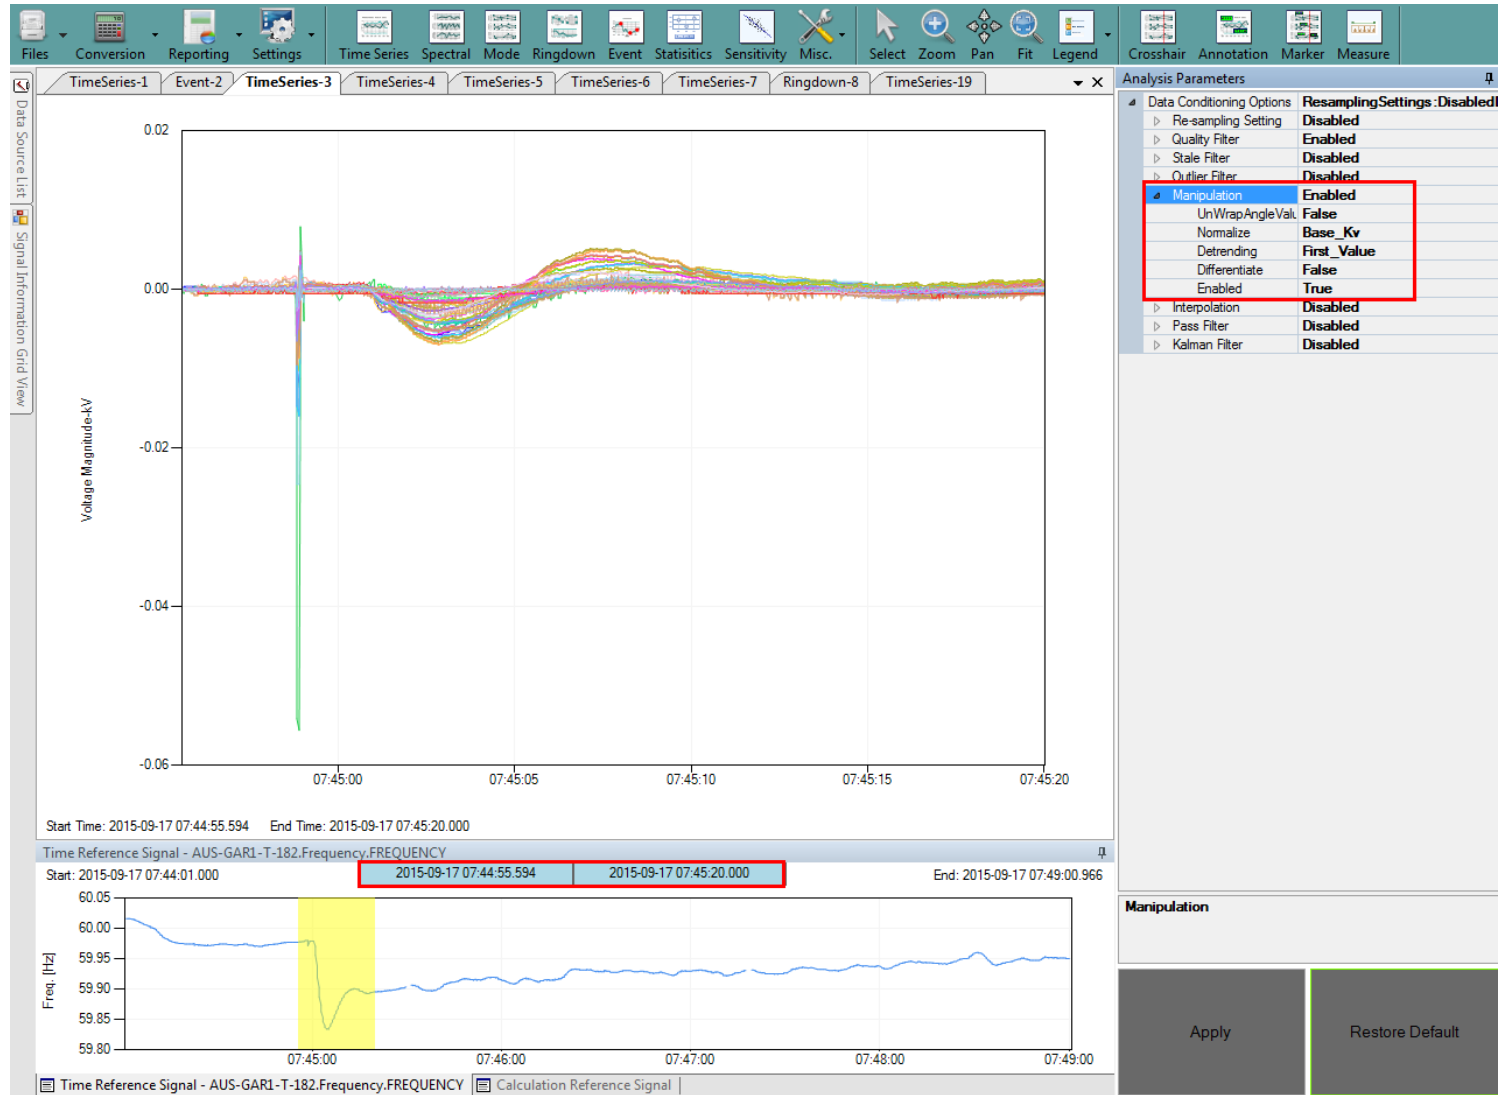 Files Conversion Reporting Settings Time Series Spectral Mode Ringdown Event Statisitics Sensitivity Misc. Select Zoom Pan Fit Legend Crosshair Annotation Marker Measure
TimeSeries-1 Event-2 TimeSeries-3 TimeSeries-4 TimeSeries-5 TimeSeries-6 TimeSeries-7 Ringdown-8 TimeSeries-19
Data Source List
Signal Information Grid View
0.02
0.00
-0.02
-0.04
-0.06
Voltage Magnitude-kV
07:45:00 07:45:05 07:45:10 07:45:15 07:45:20
Start Time: 2015-09-17 07:44:55.594 End Time: 2015-09-17 07:45:20.000
Time Reference Signal - AUS-GAR1-T-182.Frequency.FREQUENCY
Start: 2015-09-17 07:44:01.000 2015-09-17 07:44:55.594 2015-09-17 07:45:20.000 End: 2015-09-17 07:49:00.966
60.05
60.00
59.95
59.90
59.85
59.80
Freq. [Hz]
07:45:00 07:46:00 07:47:00 07:48:00 07:49:00
Time Reference Signal - AUS-GAR1-T-182.Frequency.FREQUENCY Calculation Reference Signal
Analysis Parameters
Data Conditioning Options ResamplingSettings:Disabled
Re-sampling Setting Disabled
Quality Filter Enabled
Stale Filter Disabled
Outlier Filter Disabled
Manipulation Enabled
UnWrapAngleValu False
Normalize Base_Kv
Detrending First_Value
Differentiate False
Enabled True
Interpolation Disabled
Pass Filter Disabled
Kalman Filter Disabled
Manipulation
Apply Restore Default